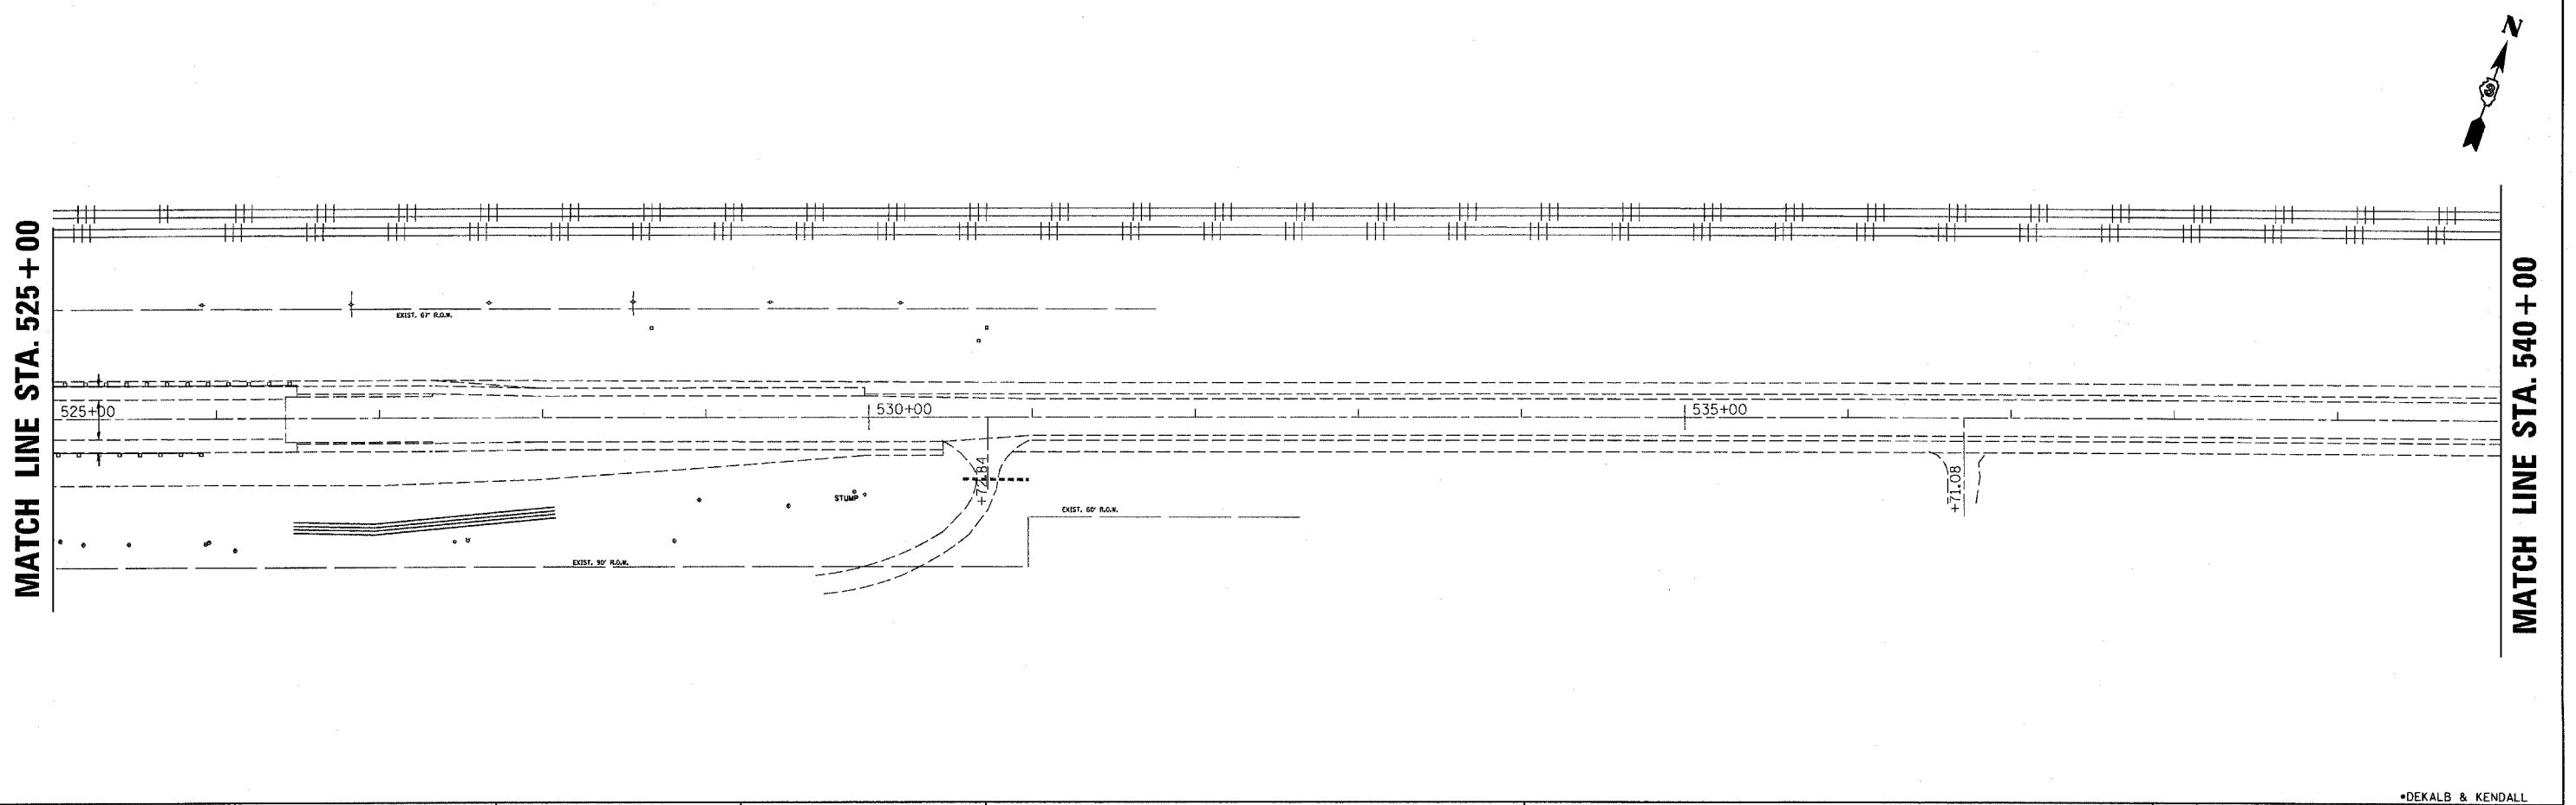 N
MATCH LINE STA. 525+00
EXIST. 67' R.O.W.
525+00
530+00
535+00
+72.84
+71.08
STUMP
EXIST. 60' R.O.W.
EXIST. 90' R.O.W.
MATCH LINE STA. 540+00
*DEKALB & KENDALL